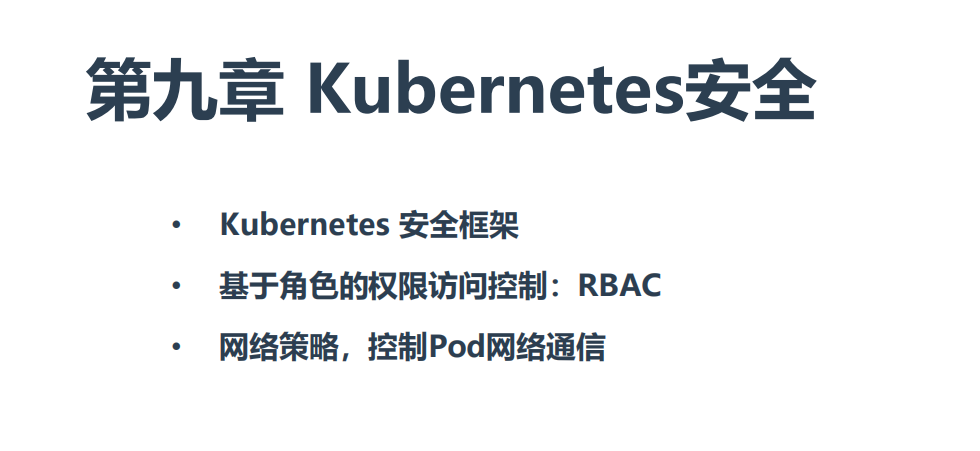 第九章 Kubernetes安全
• Kubernetes 安全框架
• 基于角色的权限访问控制：RBAC
• 网络策略，控制Pod网络通信